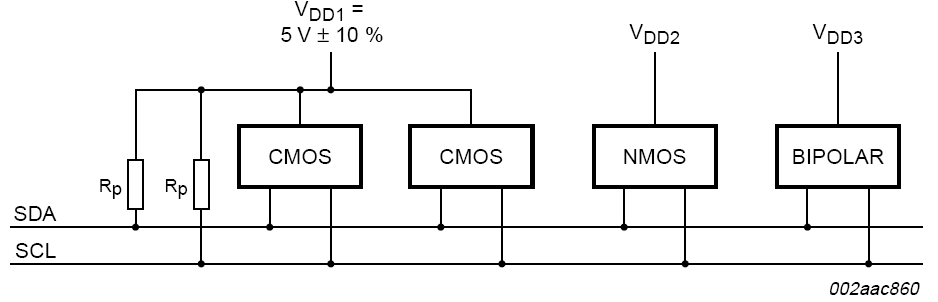 VDD1 =
5 V ± 10 %
VDD2
VDD3
CMOS
CMOS
NMOS
BIPOLAR
Rp
Rp
SDA
SCL
002aac860